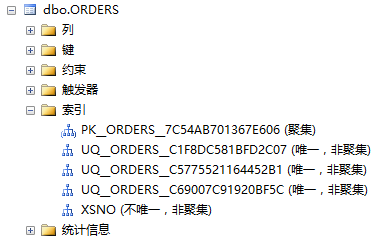 dbo.ORDERS
列
键
约束
触发器
索引
PK__ORDERS__7C54AB701367E606 (聚集)
UQ__ORDERS__C1F8DC581BFD2C07 (唯一，非聚集)
UQ__ORDERS__C5775521164452B1 (唯一，非聚集)
UQ__ORDERS__C69007C91920BF5C (唯一，非聚集)
XSNO (不唯一，非聚集)
统计信息